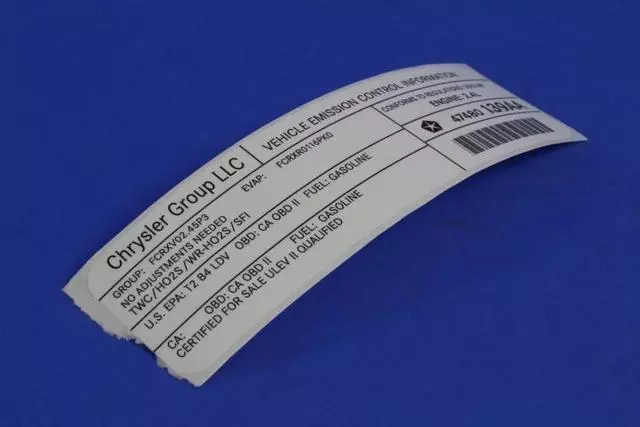 Chrysler Group LLC
VEHICLE EMISSION CONTROL INFORMATION
CONFORMS TO REGULATIONS:
GROUP: FCRXV02.4SP3
EVAP: FCRXR0116PK0
ENGINE: 2.4L
NO ADJUSTMENTS NEEDED
TWC/HO2S/WR-HO2S/SFI
47480 139AA
U.S. EPA: T2 B4 LDV OBD: CA OBD II FUEL: GASOLINE
CA: OBD: CA OBD II FUEL: GASOLINE
CERTIFIED FOR SALE ULEV II QUALIFIED